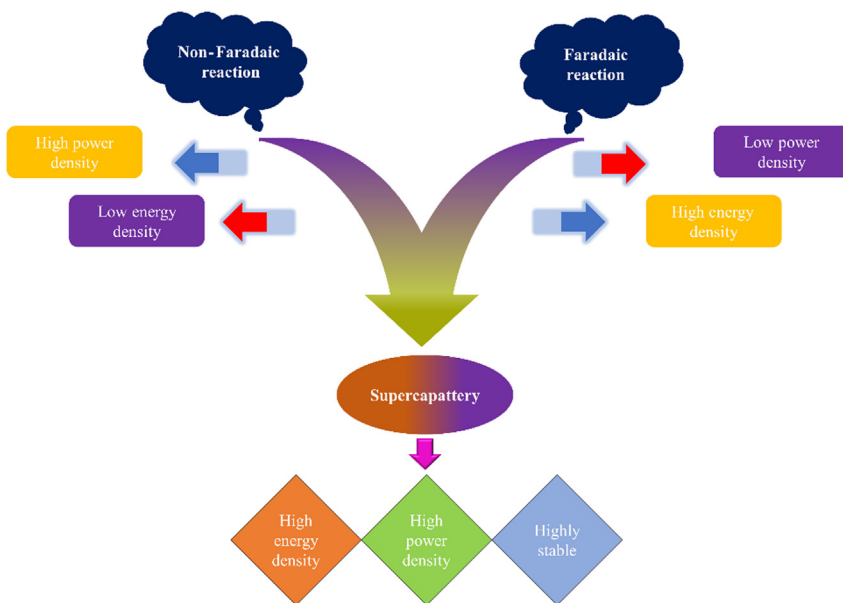 Non-Faradaic
reaction
Faradaic
reaction
High power
density
Low power
density
Low energy
density
High energy
density
Supercapattery
High
energy
density
High
power
density
Highly
stable